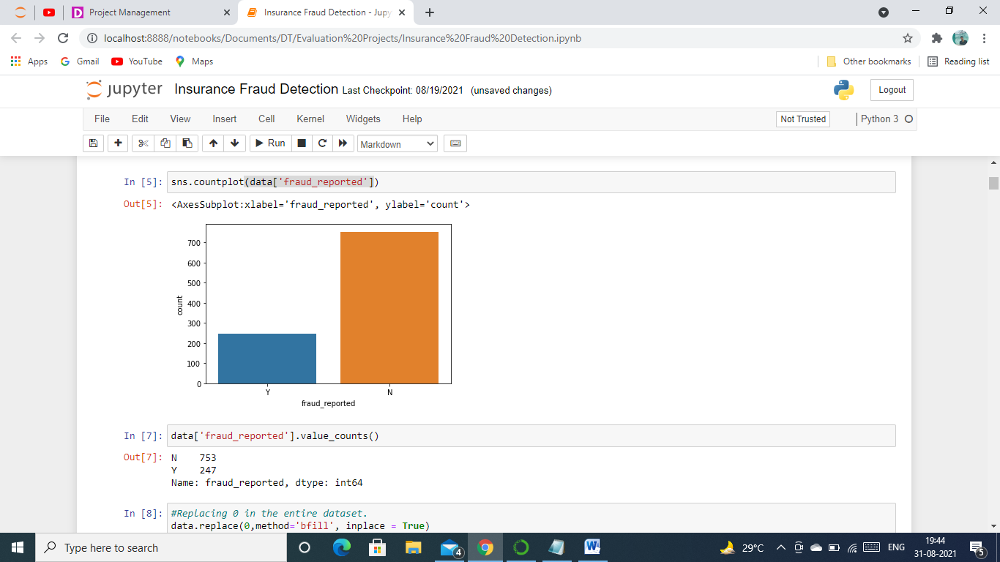 Project Management
Insurance Fraud Detection - Jupy
localhost:8888/notebooks/Documents/DT/Evaluation%20Projects/Insurance%20Fraud%20Detection.ipynb
Apps Gmail YouTube Maps Other bookmarks Reading list
jupyter Insurance Fraud Detection Last Checkpoint: 08/19/2021 (unsaved changes) Logout
File Edit View Insert Cell Kernel Widgets Help Not Trusted Python 3
Run Markdown
In [5]: sns.countplot(data['fraud_reported'])
Out[5]: <AxesSubplot:xlabel='fraud_reported', ylabel='count'>
700
600
500
400
300
200
100
0
count
Y N
fraud_reported
In [7]: data['fraud_reported'].value_counts()
Out[7]: N 753
Y 247
Name: fraud_reported, dtype: int64
In [8]: #Replacing 0 in the entire dataset.
data.replace(0,method='bfill', inplace = True)
Type here to search
4
29°C
ENG
19:44
31-08-2021
5